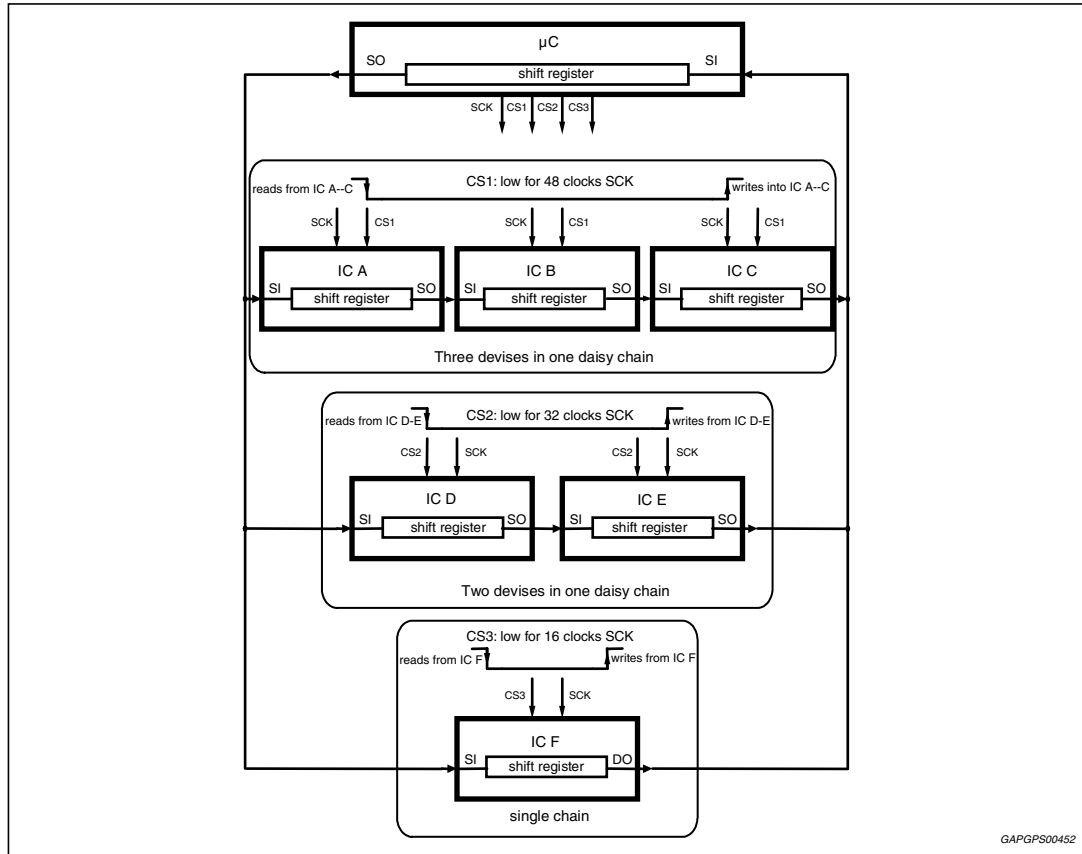 µC
SO
SI
shift register
SCK
CS1
CS2
CS3
CS1: low for 48 clocks SCK
reads from IC A--C
writes into IC A--C
SCK
CS1
SCK
CS1
SCK
CS1
IC A
IC B
IC C
SI
SO
SI
SO
SI
SO
shift register
shift register
shift register
Three devises in one daisy chain
CS2: low for 32 clocks SCK
reads from IC D-E
writes from IC D-E
CS2
SCK
CS2
SCK
IC D
IC E
SI
SO
SI
SO
shift register
shift register
Two devises in one daisy chain
CS3: low for 16 clocks SCK
reads from IC F
writes from IC F
CS3
SCK
IC F
SI
DO
shift register
single chain
GAPGPS00452